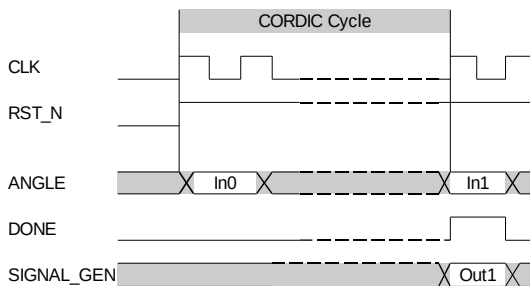 CORDIC Cycle
CLK
RST_N
ANGLE In0 In1
DONE
SIGNAL_GEN Out1